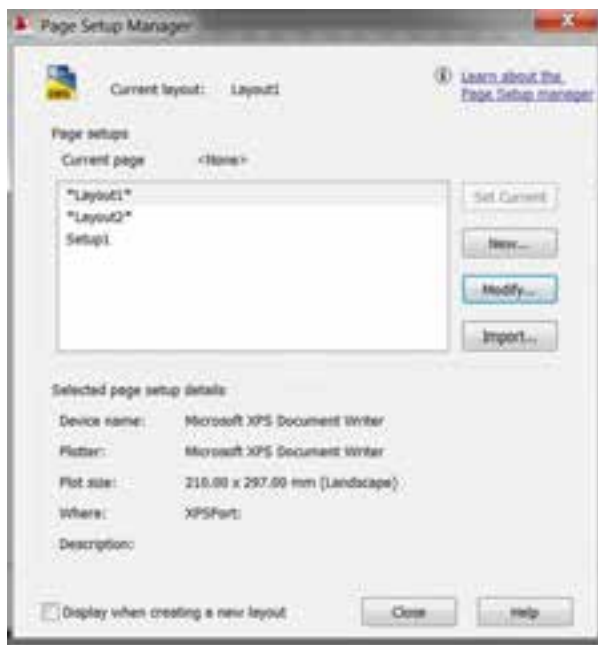 Page Setup Manager
Current layout: Layout1
Learn about the
Page Setup manager
Page setups
Current page <None>
*Layout1*
*Layout2*
Setup1
Set Current
New...
Modify...
Import...
Selected page setup details
Device name: Microsoft XPS Document Writer
Plotter: Microsoft XPS Document Writer
Plot size: 210.00 x 297.00 mm (Landscape)
Where: XPSPort:
Description:
Display when creating a new layout
Close
Help